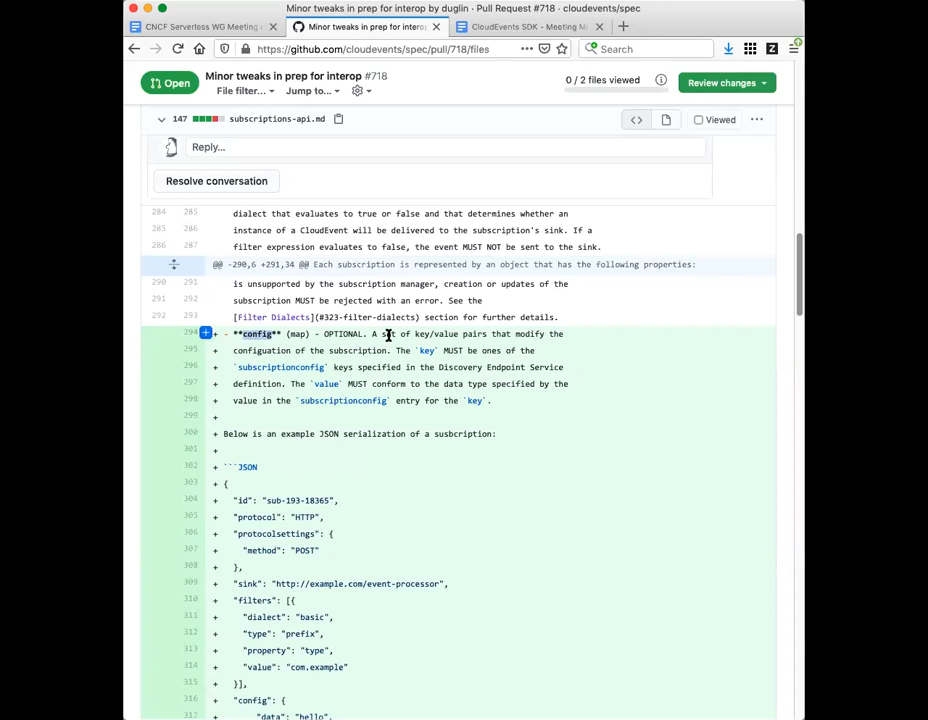 Minor tweaks in prep for interop by duglin · Pull Request #718 · cloudevents/spec
CNCF Serverless WG Meeting
Minor tweaks in prep for interop
CloudEvents SDK - Meeting M
https://github.com/cloudevents/spec/pull/718/files
Search
Open
Minor tweaks in prep for interop #718
File filter...
Jump to...
0 / 2 files viewed
Review changes
147
subscriptions-api.md
Viewed
Reply...
Resolve conversation
284 285 dialect that evaluates to true or false and that determines whether an
285 286 instance of a CloudEvent will be delivered to the subscription's sink. If a
286 287 filter expression evaluates to false, the event MUST NOT be sent to the sink.
@@ -290,6 +291,34 @@ Each subscription is represented by an object that has the following properties:
290 291 is unsupported by the subscription manager, creation or updates of the
291 292 subscription MUST be rejected with an error. See the
292 293 [Filter Dialects](#323-filter-dialects) section for further details.
294 + - **config** (map) - OPTIONAL. A set of key/value pairs that modify the
295 + configuation of the subscription. The `key` MUST be ones of the
296 + `subscriptionconfig` keys specified in the Discovery Endpoint Service
297 + definition. The `value` MUST conform to the data type specified by the
298 + value in the `subscriptionconfig` entry for the `key`.
299 +
300 + Below is an example JSON serialization of a susbcription:
301 +
302 + ```JSON
303 + {
304 + "id": "sub-193-18365",
305 + "protocol": "HTTP",
306 + "protocolsettings": {
307 + "method": "POST"
308 + },
309 + "sink": "http://example.com/event-processor",
310 + "filters": [{
311 + "dialect": "basic",
312 + "type": "prefix",
313 + "property": "type",
314 + "value": "com.example"
315 + }],
316 + "config": {
317 "data": "hello",